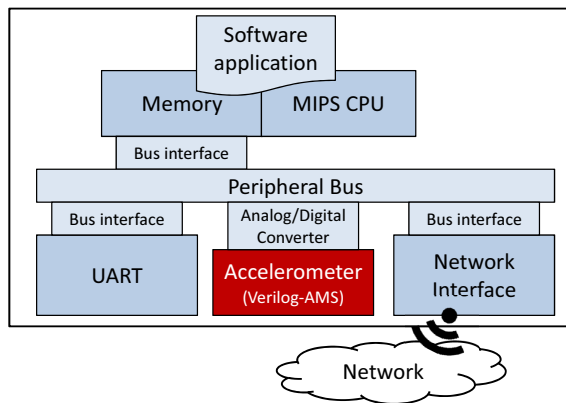 Software
application
Memory
MIPS CPU
Bus interface
Peripheral Bus
Bus interface
Analog/Digital
Converter
Bus interface
UART
Accelerometer
(Verilog-AMS)
Network
Interface
Network